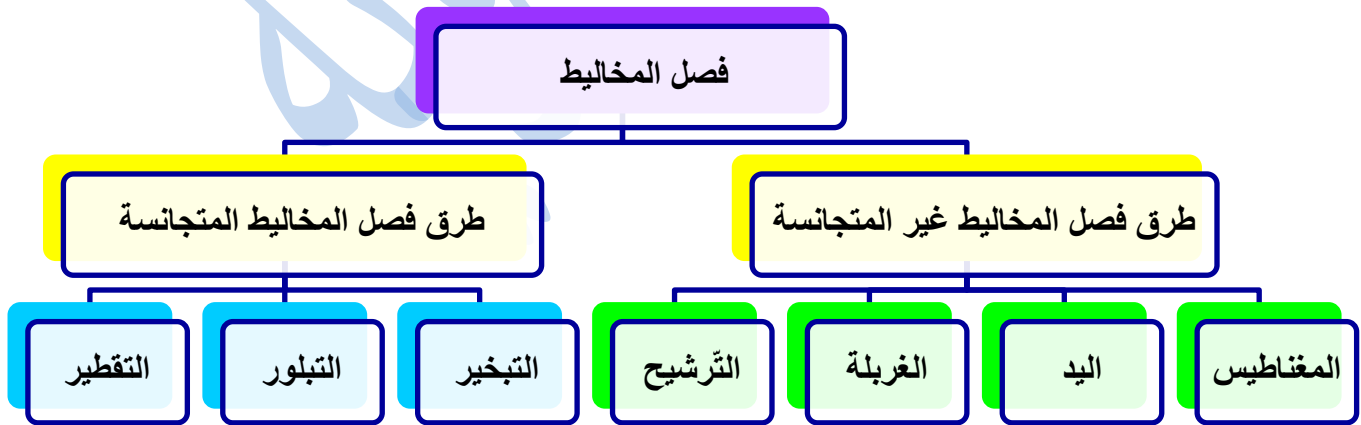 فصل المخاليط
طرق فصل المخاليط غير المتجانسة
طرق فصل المخاليط المتجانسة
المغناطيس
اليد
الغربلة
التّرشيح
التبخير
التبلور
التقطير